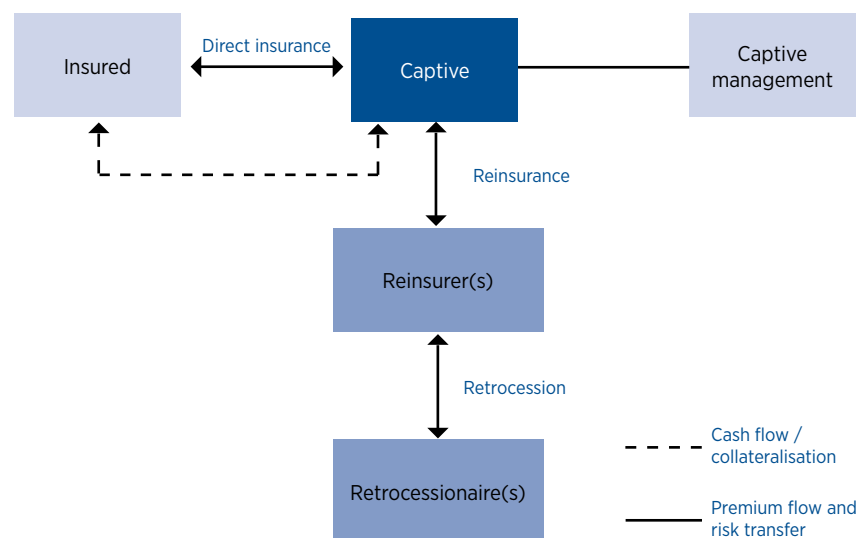 Insured
Direct insurance
Captive
Captive
management
Reinsurance
Reinsurer(s)
Retrocession
Retrocessionaire(s)
Cash flow /
collateralisation
Premium flow and
risk transfer